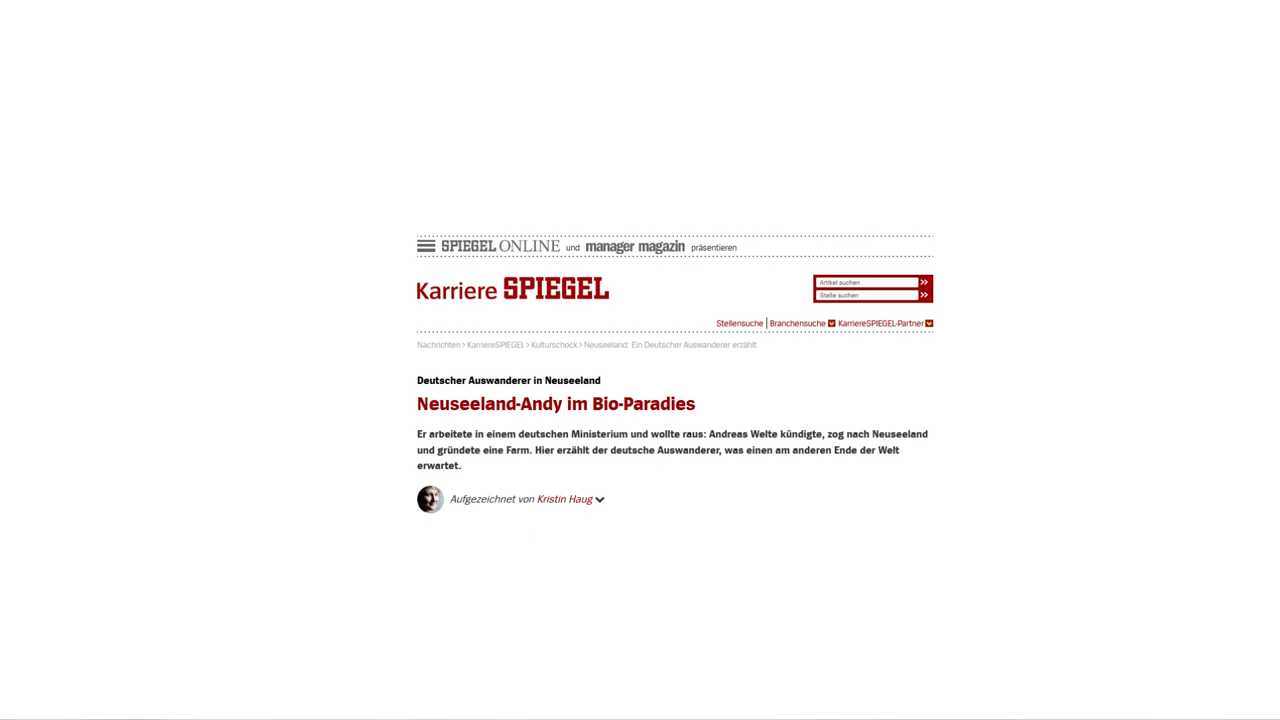 SPIEGEL ONLINE und manager magazin präsentieren
Karriere SPIEGEL
Artikel suchen
Stelle suchen
Stellensuche | Branchensuche KarriereSPIEGEL-Partner
Nachrichten > KarriereSPIEGEL > Kulturschock > Neuseeland: Ein Deutscher Auswanderer erzählt
Deutscher Auswanderer in Neuseeland
Neuseeland-Andy im Bio-Paradies
Er arbeitete in einem deutschen Ministerium und wollte raus: Andreas Welte kündigte, zog nach Neuseeland
und gründete eine Farm. Hier erzählt der deutsche Auswanderer, was einen am anderen Ende der Welt
erwartet.
Aufgezeichnet von Kristin Haug